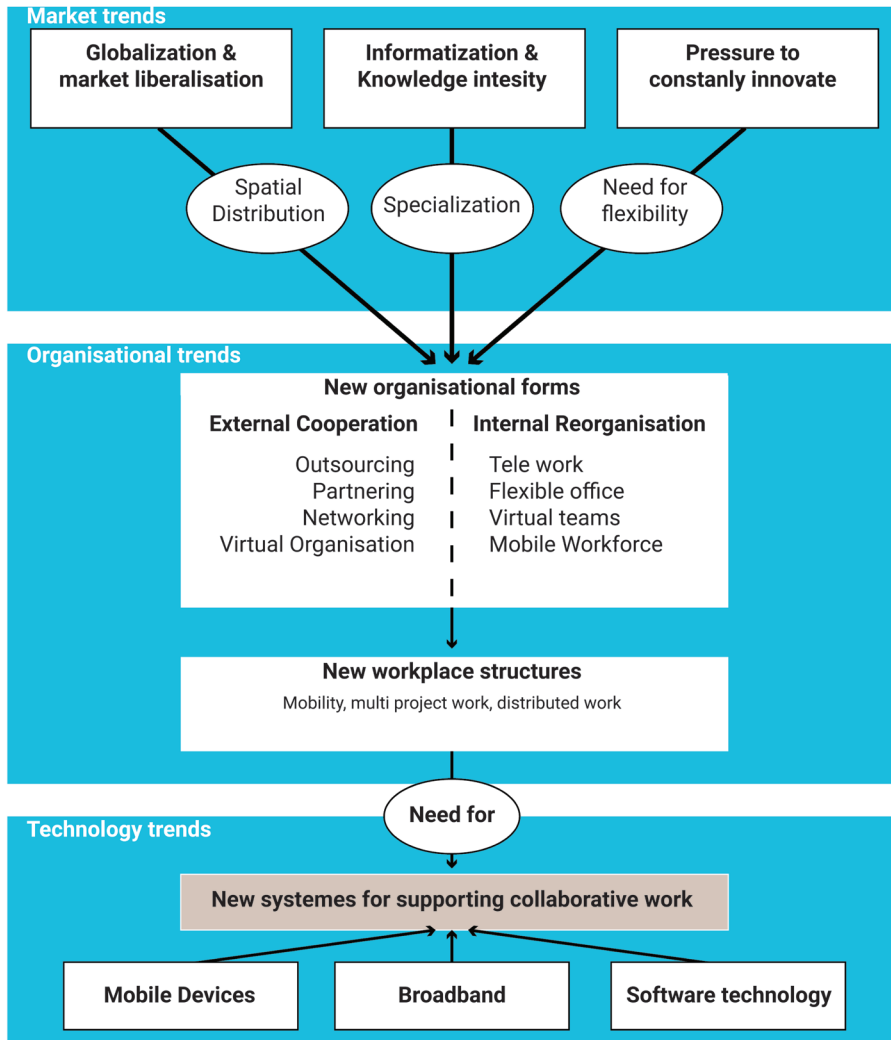 Market trends
Globalization &
market liberalisation
Informatization &
Knowledge intesity
Pressure to
constanly innovate
Spatial
Distribution
Specialization
Need for
flexibility
Organisational trends
New organisational forms
External Cooperation
Outsourcing
Partnering
Networking
Virtual Organisation
Internal Reorganisation
Tele work
Flexible office
Virtual teams
Mobile Workforce
New workplace structures
Mobility, multi project work, distributed work
Need for
Technology trends
New systemes for supporting collaborative work
Mobile Devices
Broadband
Software technology